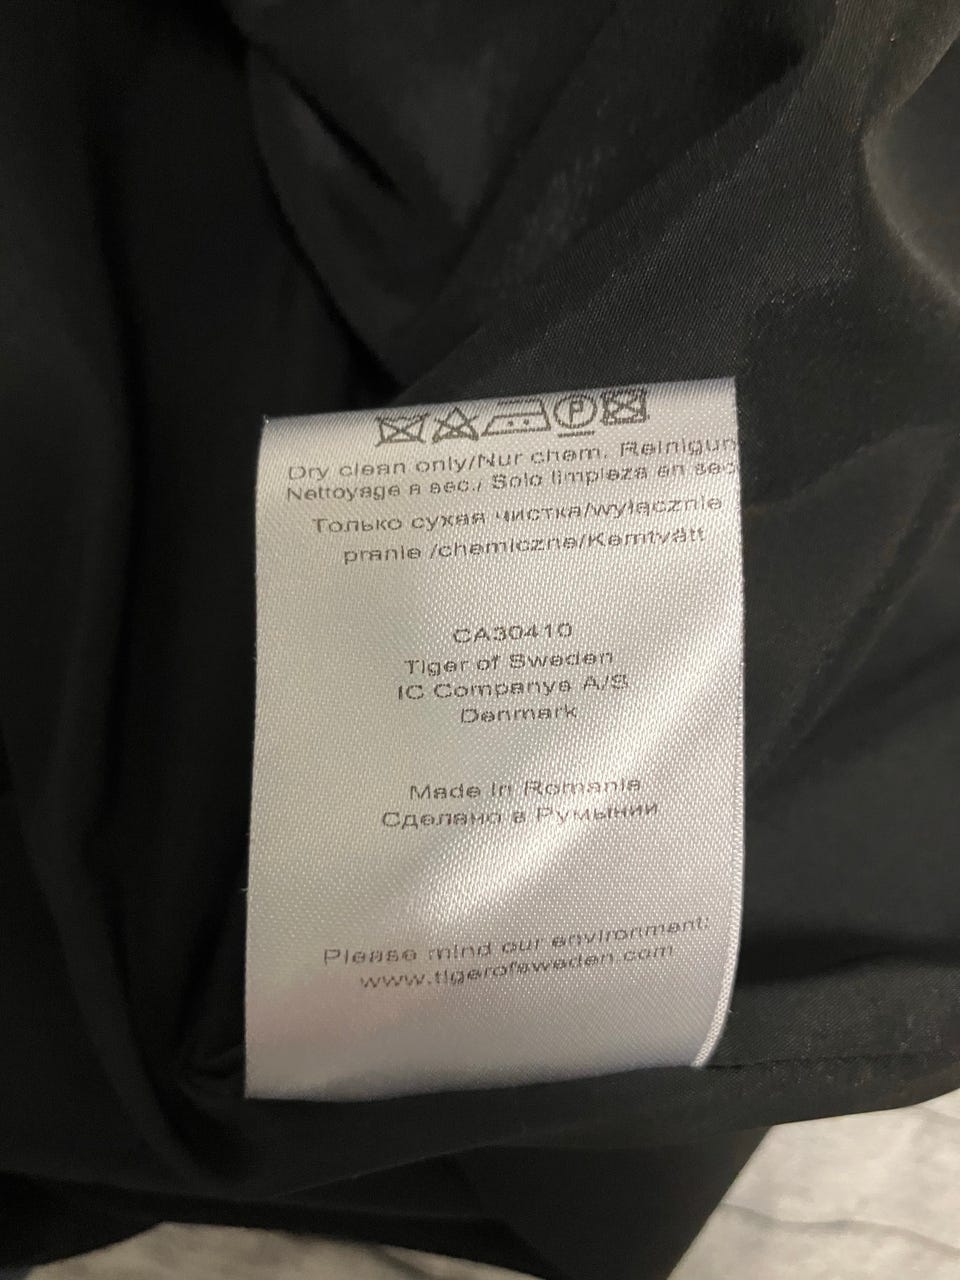 P
Dry clean only/Nur chem. Reinigun
Nettoyage a sec./ Solo limpieza en sec
Только сухая чистка/wyłącznie
pranie /chemiczne/Kemtvätt
CA30410
Tiger of Sweden
IC Companys A/S
Denmark
Made in Romania
Сделано в Румынии
Please mind our environment:
www.tigerofsweden.com